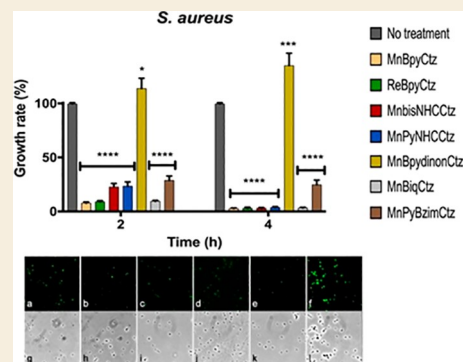 S. aureus
Growth rate (%)
100
50
0
* *** **** **** **** ****
2 4
Time (h)
No treatment
MnBpyCtz
ReBpyCtz
MnbisNHCCtz
MnPyNHCCtz
MnBpydinonCtz
MnBiqCtz
MnPyBzimCtz
a b c d e f
g h i j k l